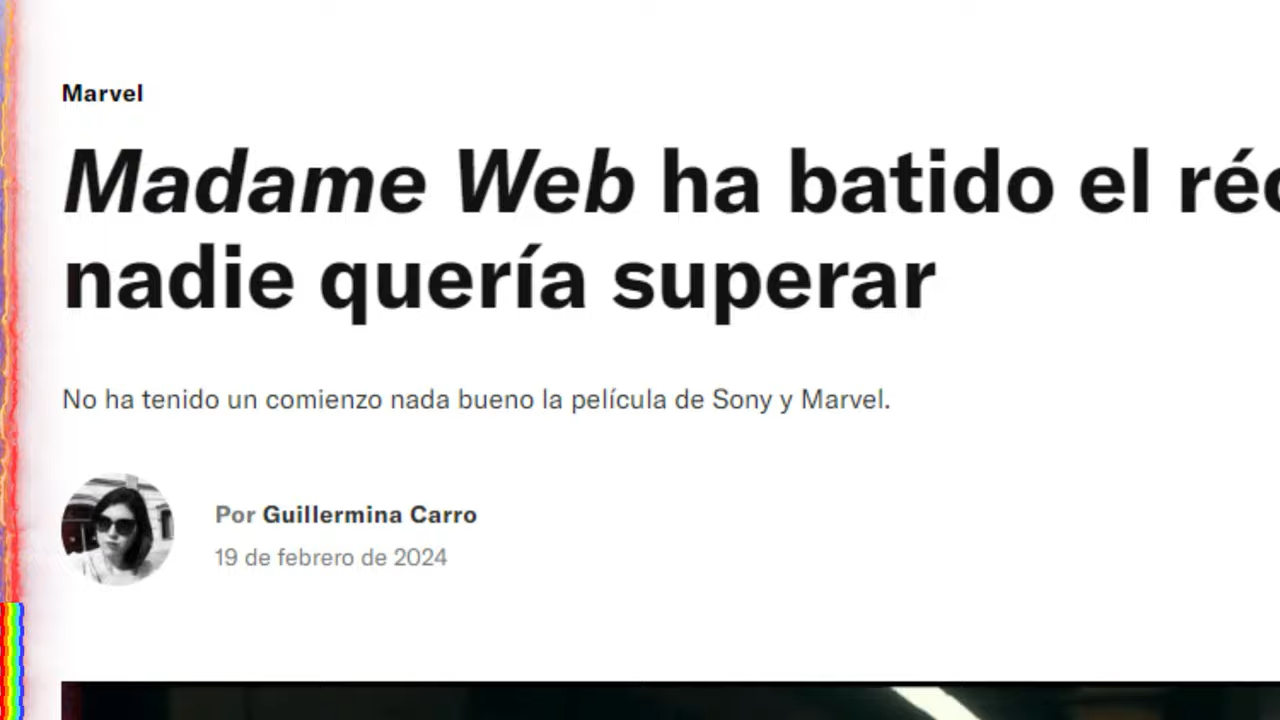 Marvel
Madame Web ha batido el
nadie quería superar
No ha tenido un comienzo nada bueno la película de Sony y Marvel.
Por Guillermina Carro
19 de febrero de 2024